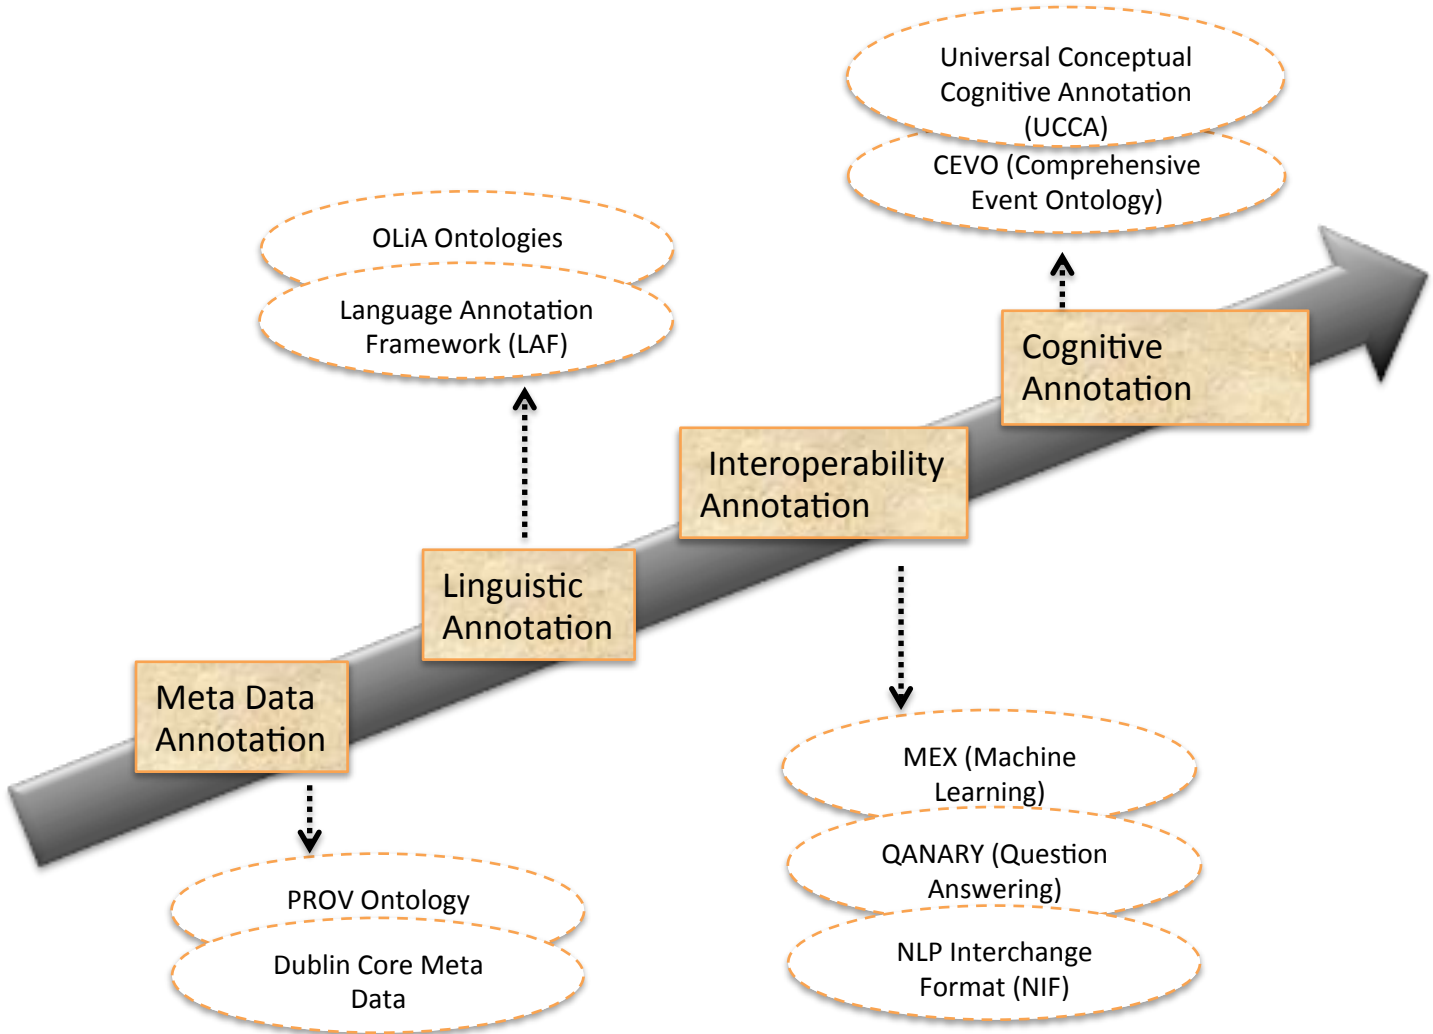 Universal Conceptual
Cognitive Annotation
(UCCA)
CEVO (Comprehensive
Event Ontology)
OLiA Ontologies
Language Annotation
Framework (LAF)
Cognitive
Annotation
Interoperability
Annotation
Linguistic
Annotation
Meta Data
Annotation
MEX (Machine
Learning)
QANARY (Question
Answering)
NLP Interchange
Format (NIF)
PROV Ontology
Dublin Core Meta
Data